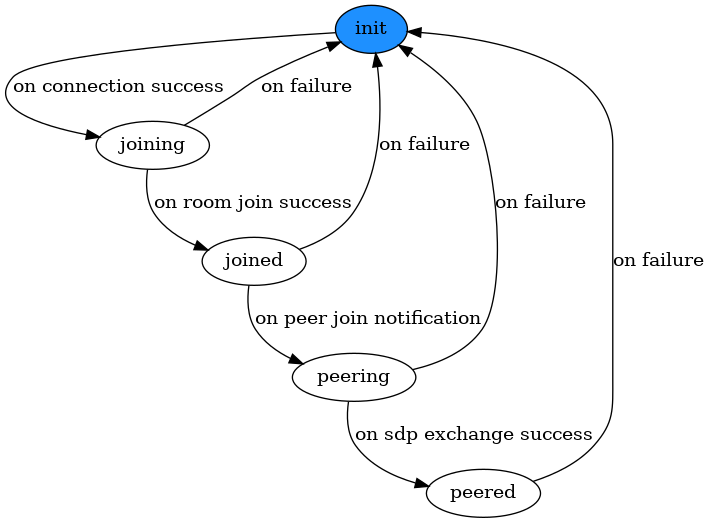 init
on connection success
on failure
joining
on failure
on room join success
on failure
joined
on failure
on peer join notification
peering
on sdp exchange success
peered